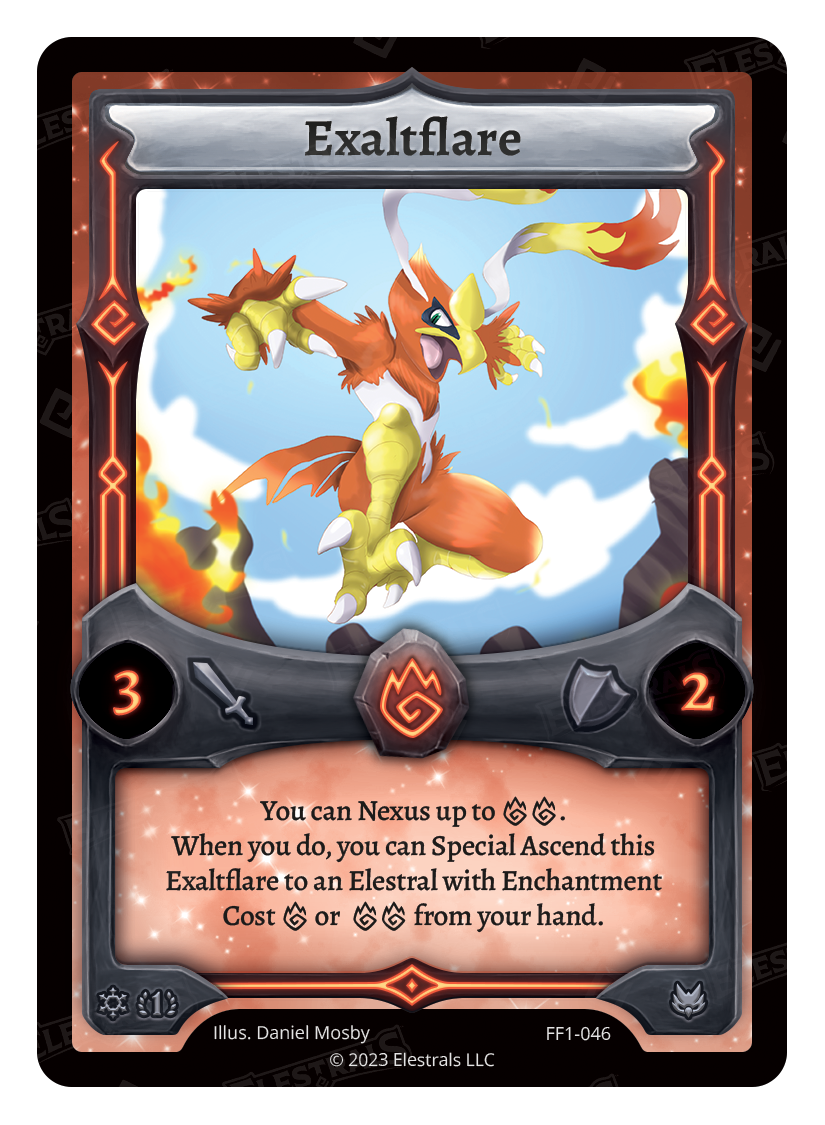 Exaltflare
3
2
You can Nexus up to .
When you do, you can Special Ascend this
Exaltflare to an Elestral with Enchantment
Cost or from your hand.
1
Illus. Daniel Mosby
FF1-046
© 2023 Elestrals LLC